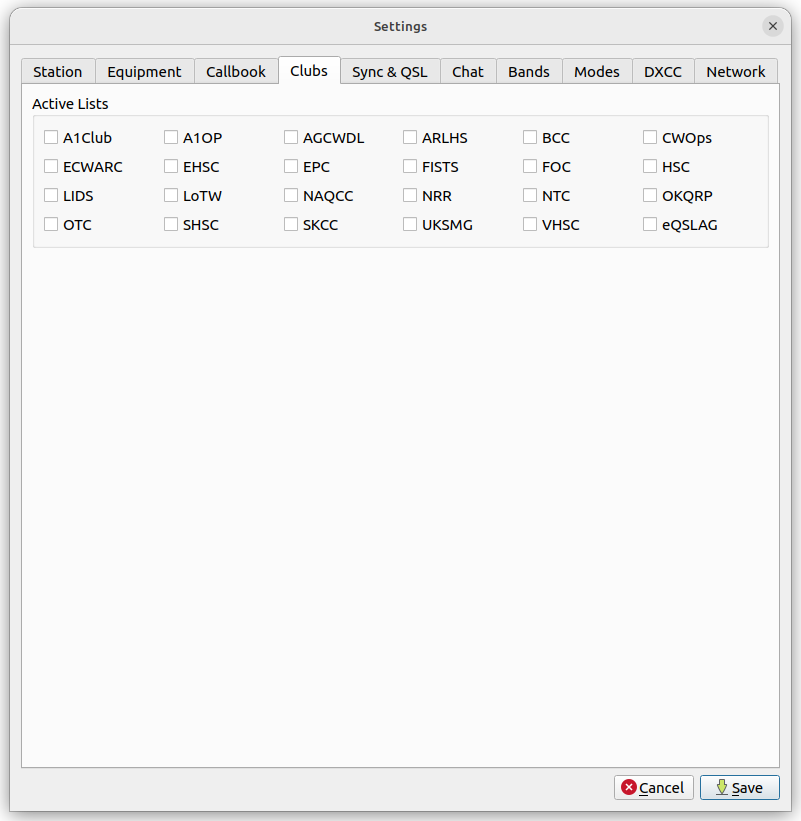 Settings
Station Equipment Callbook Clubs Sync & QSL Chat Bands Modes DXCC Network
Active Lists
A1Club A1OP AGCWDL ARLHS BCC CWOps
ECWARC EHSC EPC FISTS FOC HSC
LIDS LoTW NAQCC NRR NTC OKQRP
OTC SHSC SKCC UKSMG VHSC eQSLAG
Cancel Save